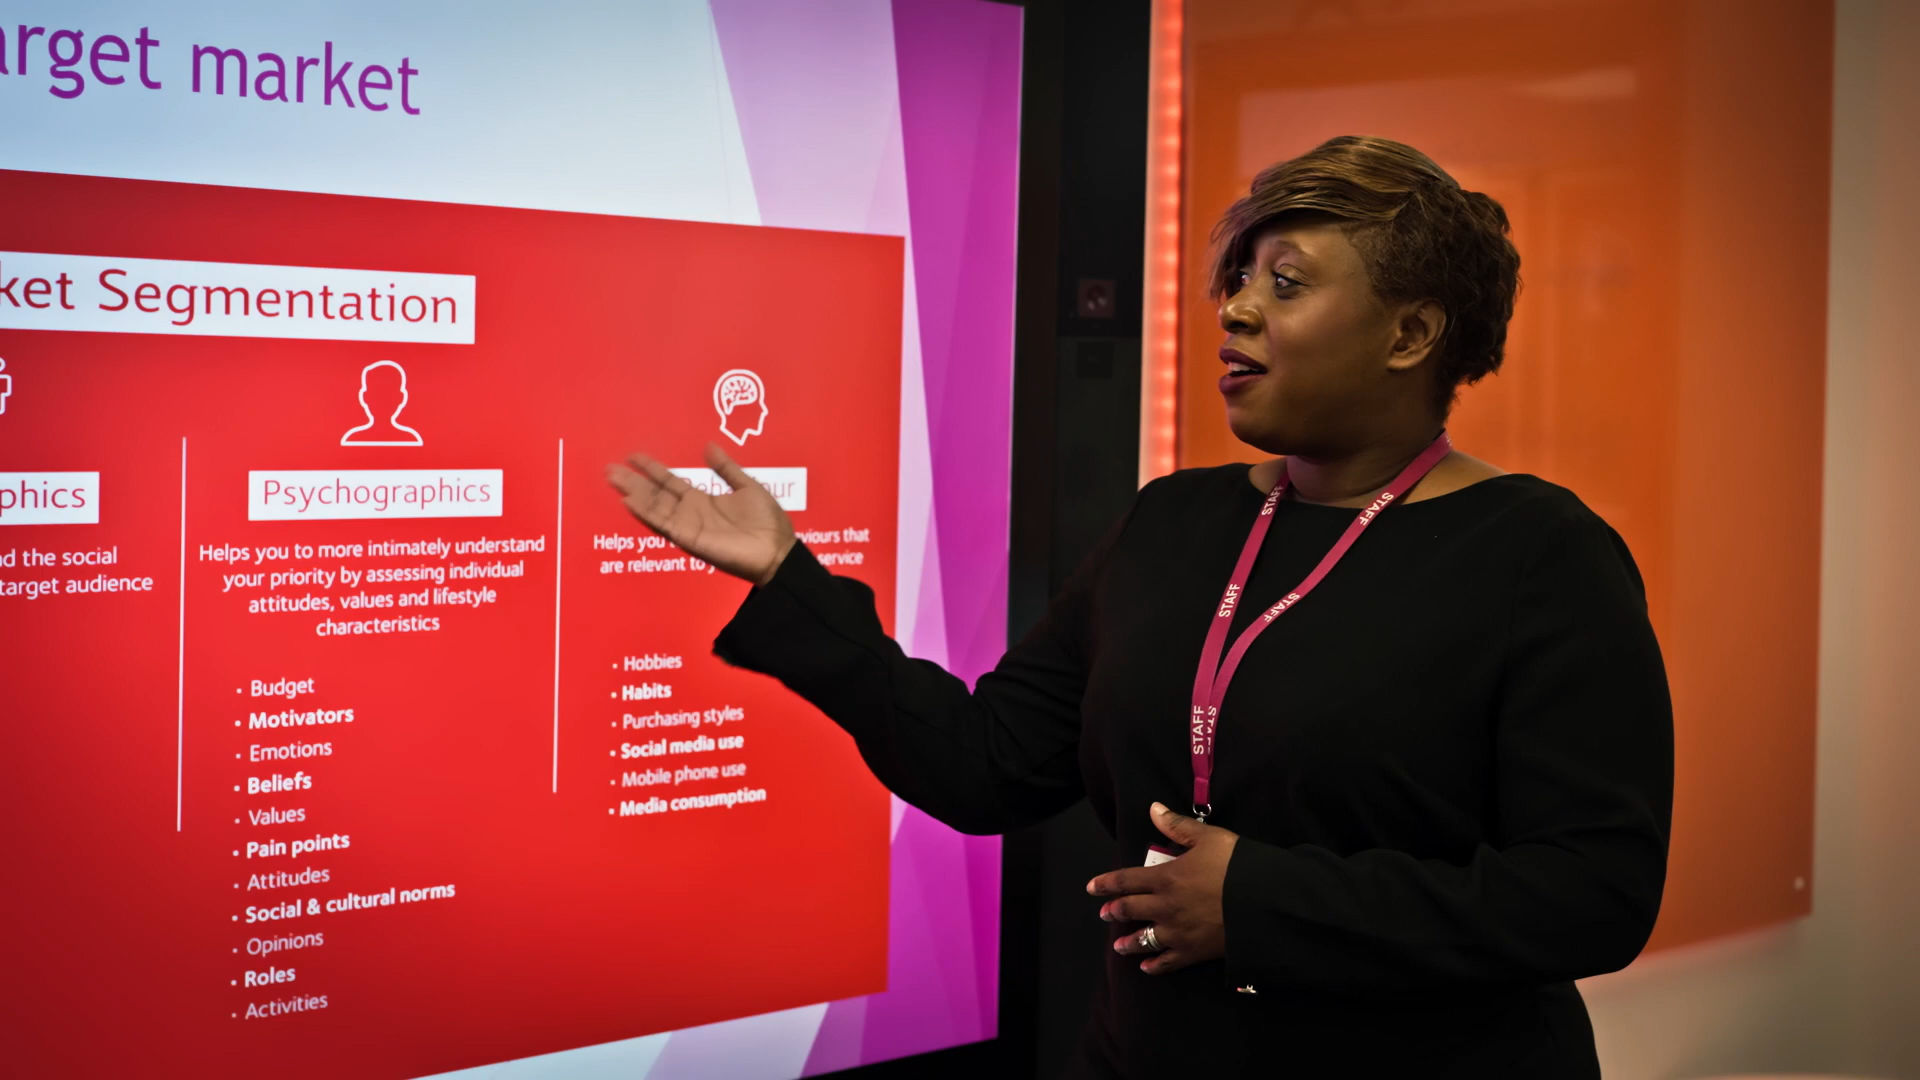 arget market
ket Segmentation
phics
nd the social
target audience
Psychographics
Helps you to more intimately understand
your priority by assessing individual
attitudes, values and lifestyle
characteristics
• Budget
• Motivators
• Emotions
• Beliefs
• Values
• Pain points
• Attitudes
• Social & cultural norms
• Opinions
• Roles
• Activities
Helps you viours that
are relevant to service
• Hobbies
• Habits
• Purchasing styles
• Social media use
• Mobile phone use
• Media consumption
STAFF
STAFF
STAFF
STAFF
STAFF
STAFF